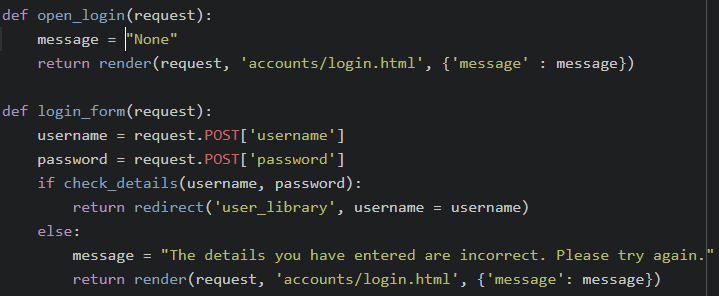 def open_login(request):
    message = "None"
    return render(request, 'accounts/login.html', {'message' : message})
def login_form(request):
    username = request.POST['username']
    password = request.POST['password']
    if check_details(username, password):
        return redirect('user_library', username = username)
    else:
        message = "The details you have entered are incorrect. Please try again."
        return render(request, 'accounts/login.html', {'message': message})